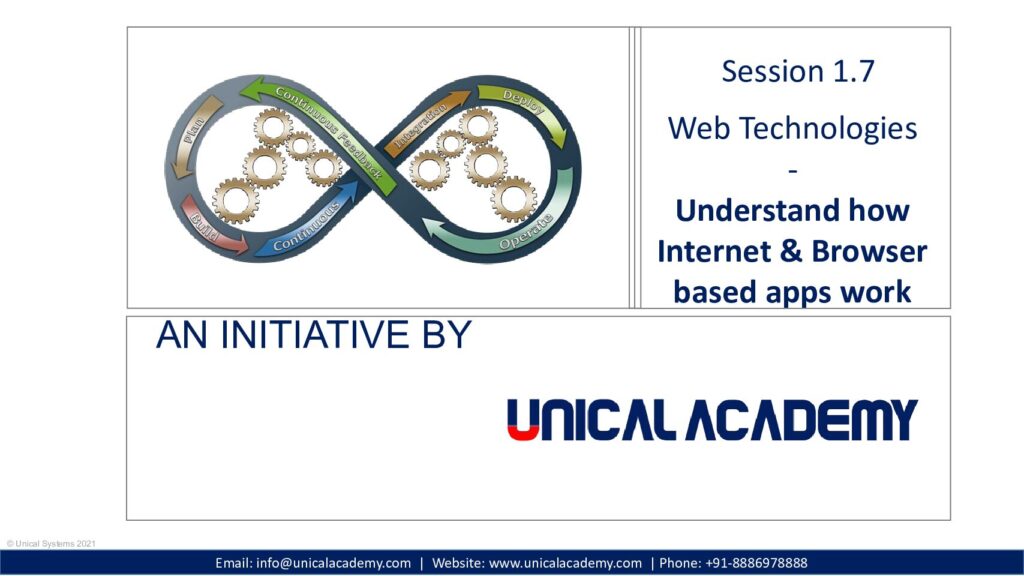 Continuous Feedback
Plan
Build
Continuous
Integration
Deploy
Operate
Session 1.7
Web Technologies
-
Understand how
Internet & Browser
based apps work
AN INITIATIVE BY
UNICAL ACADEMY
© Unical Systems 2021
Email: info@unicalacademy.com | Website: www.unicalacademy.com | Phone: +91-8886978888